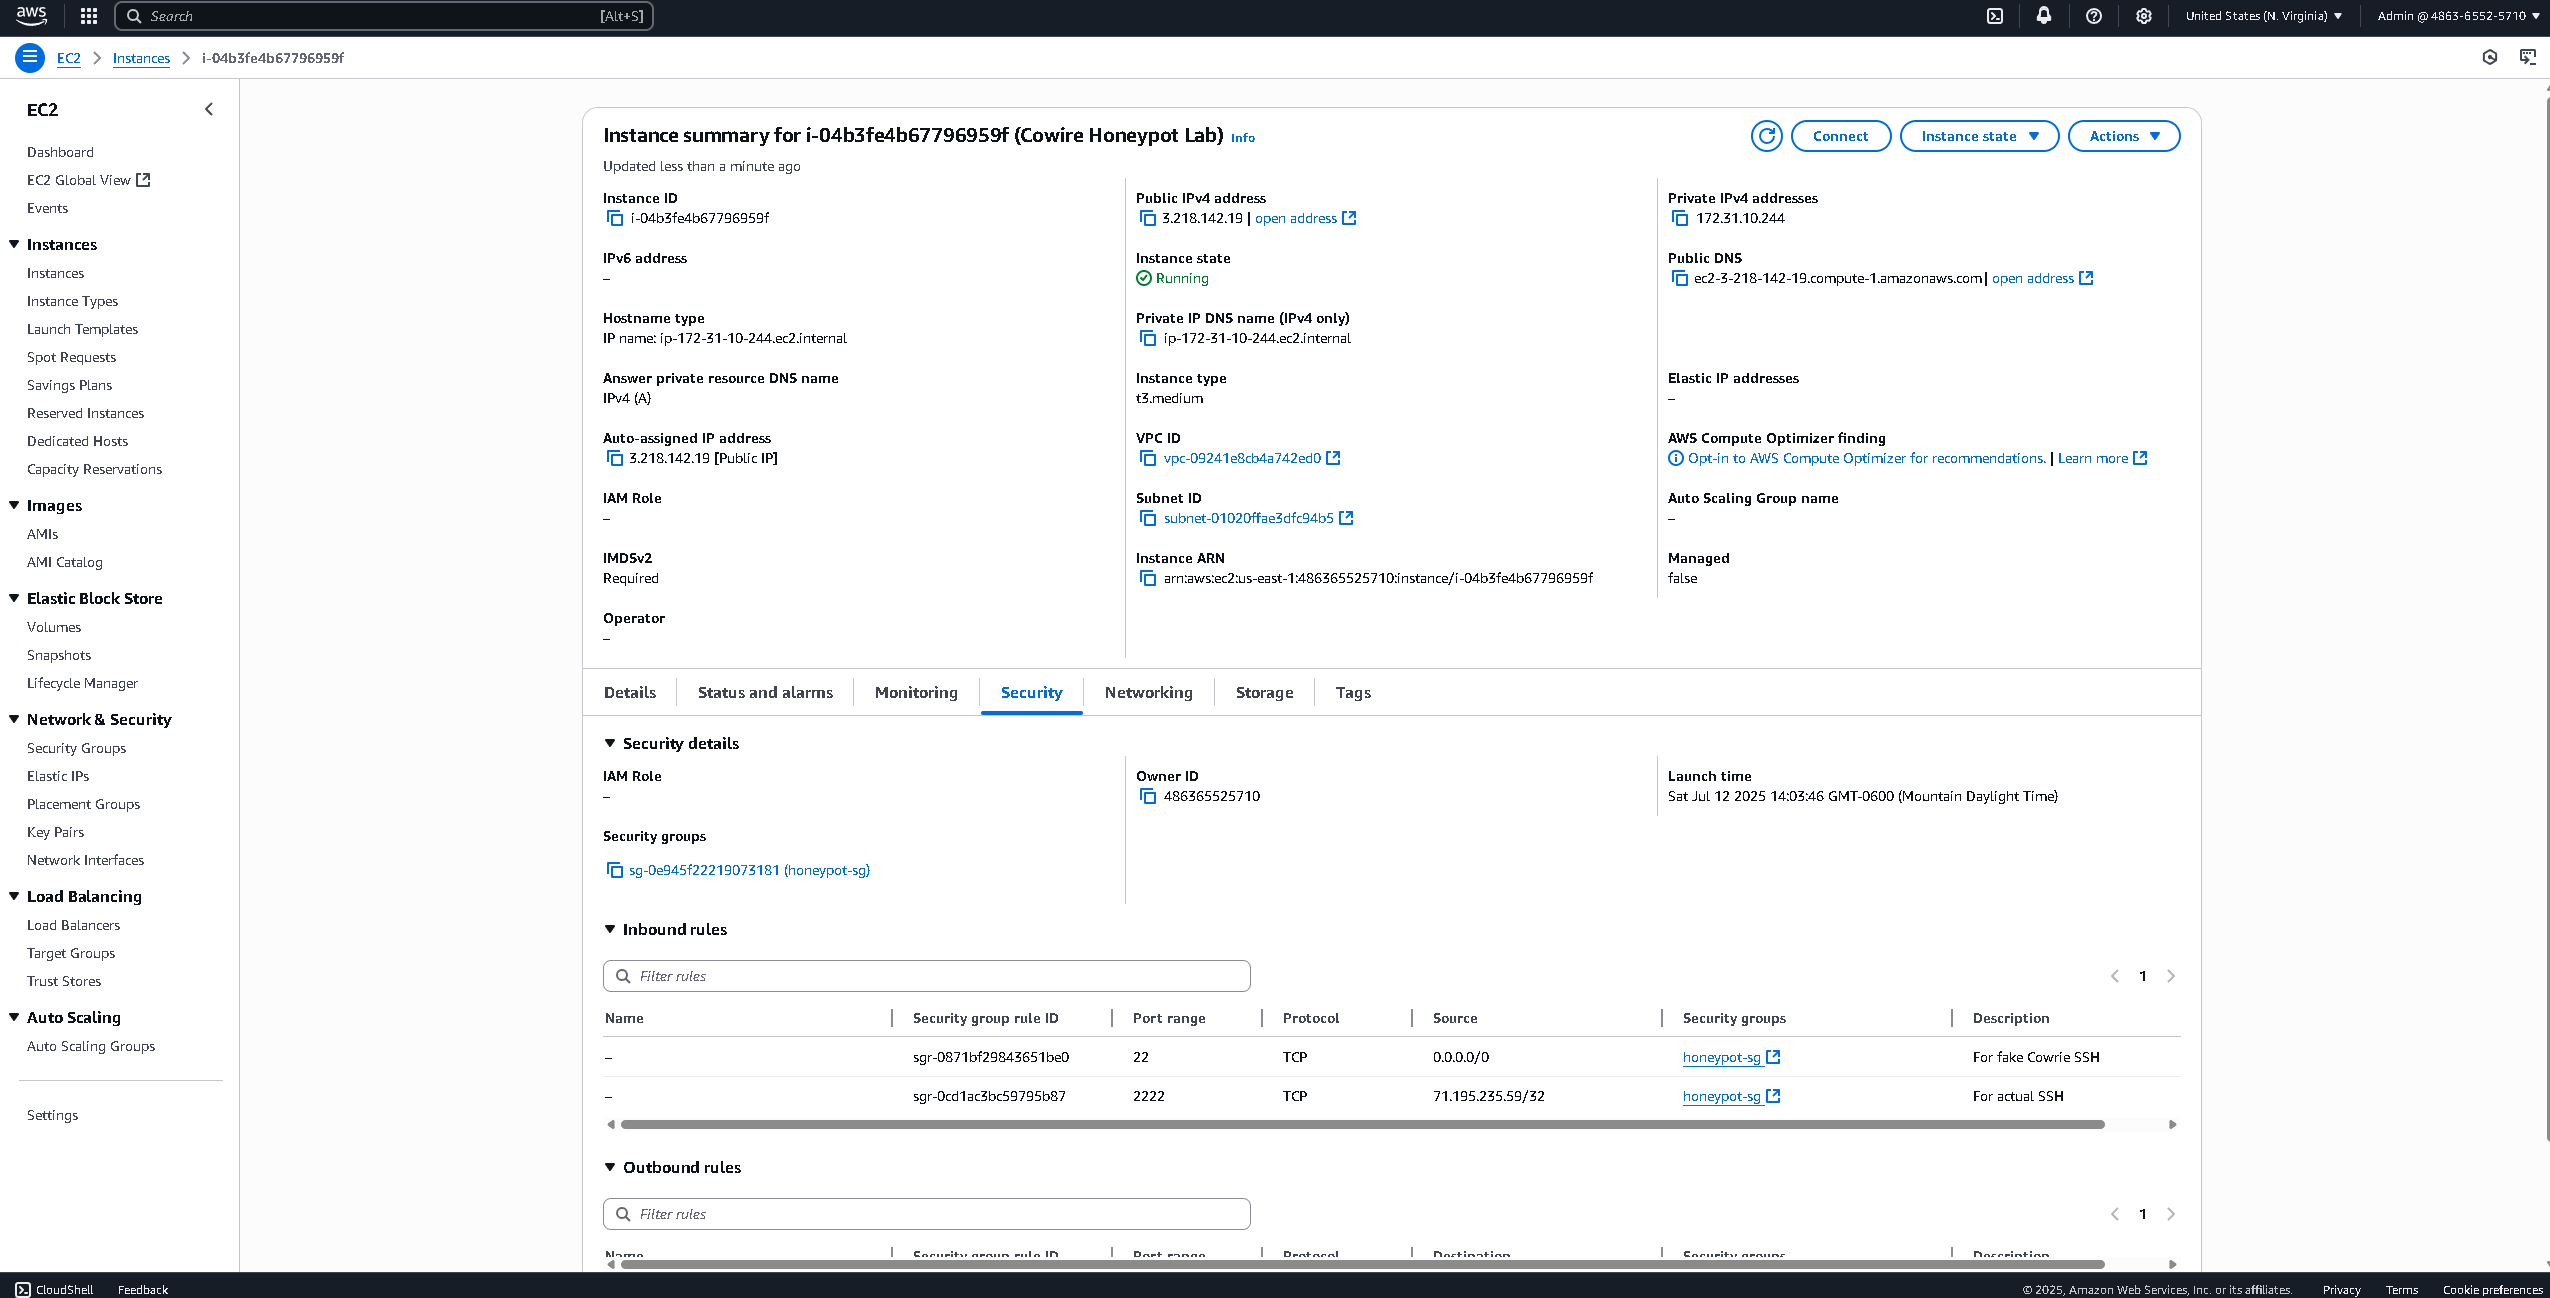 aws
Search [Alt+S]
United States (N. Virginia) Admin @ 4863-6552-5710
EC2 Instances i-04b3fe4b67796959f
EC2
Dashboard
EC2 Global View
Events
Instances
Instances
Instance Types
Launch Templates
Spot Requests
Savings Plans
Reserved Instances
Dedicated Hosts
Capacity Reservations
Images
AMIs
AMI Catalog
Elastic Block Store
Volumes
Snapshots
Lifecycle Manager
Network & Security
Security Groups
Elastic IPs
Placement Groups
Key Pairs
Network Interfaces
Load Balancing
Load Balancers
Target Groups
Trust Stores
Auto Scaling
Auto Scaling Groups
Settings
Instance summary for i-04b3fe4b67796959f (Cowire Honeypot Lab) Info
Connect Instance state Actions
Updated less than a minute ago
Instance ID
i-04b3fe4b67796959f
Public IPv4 address
3.218.142.19 | open address
Private IPv4 addresses
172.31.10.244
IPv6 address
–
Instance state
Running
Public DNS
ec2-3-218-142-19.compute-1.amazonaws.com | open address
Hostname type
IP name: ip-172-31-10-244.ec2.internal
Private IP DNS name (IPv4 only)
ip-172-31-10-244.ec2.internal
Answer private resource DNS name
IPv4 (A)
Instance type
t3.medium
Elastic IP addresses
–
Auto-assigned IP address
3.218.142.19 [Public IP]
VPC ID
vpc-09241e8cb4a742ed0
AWS Compute Optimizer finding
Opt-in to AWS Compute Optimizer for recommendations. | Learn more
IAM Role
–
Subnet ID
subnet-01020ffae3dfc94b5
Auto Scaling Group name
–
IMDSv2
Required
Instance ARN
arn:aws:ec2:us-east-1:486365525710:instance/i-04b3fe4b67796959f
Managed
false
Operator
–
Details Status and alarms Monitoring Security Networking Storage Tags
Security details
IAM Role
–
Owner ID
486365525710
Launch time
Sat Jul 12 2025 14:03:46 GMT-0600 (Mountain Daylight Time)
Security groups
sg-0e945f22219073181 (honeypot-sg)
Inbound rules
Filter rules
1
Name Security group rule ID Port range Protocol Source Security groups Description
– sgr-0871bf29843651be0 22 TCP 0.0.0.0/0 honeypot-sg For fake Cowrie SSH
– sgr-0cd1ac3bc59795b87 2222 TCP 71.195.235.59/32 honeypot-sg For actual SSH
Outbound rules
Filter rules
1
Name Security group rule ID Port range Protocol Destination Security groups Description
CloudShell Feedback
© 2025, Amazon Web Services, Inc. or its affiliates. Privacy Terms Cookie preferences